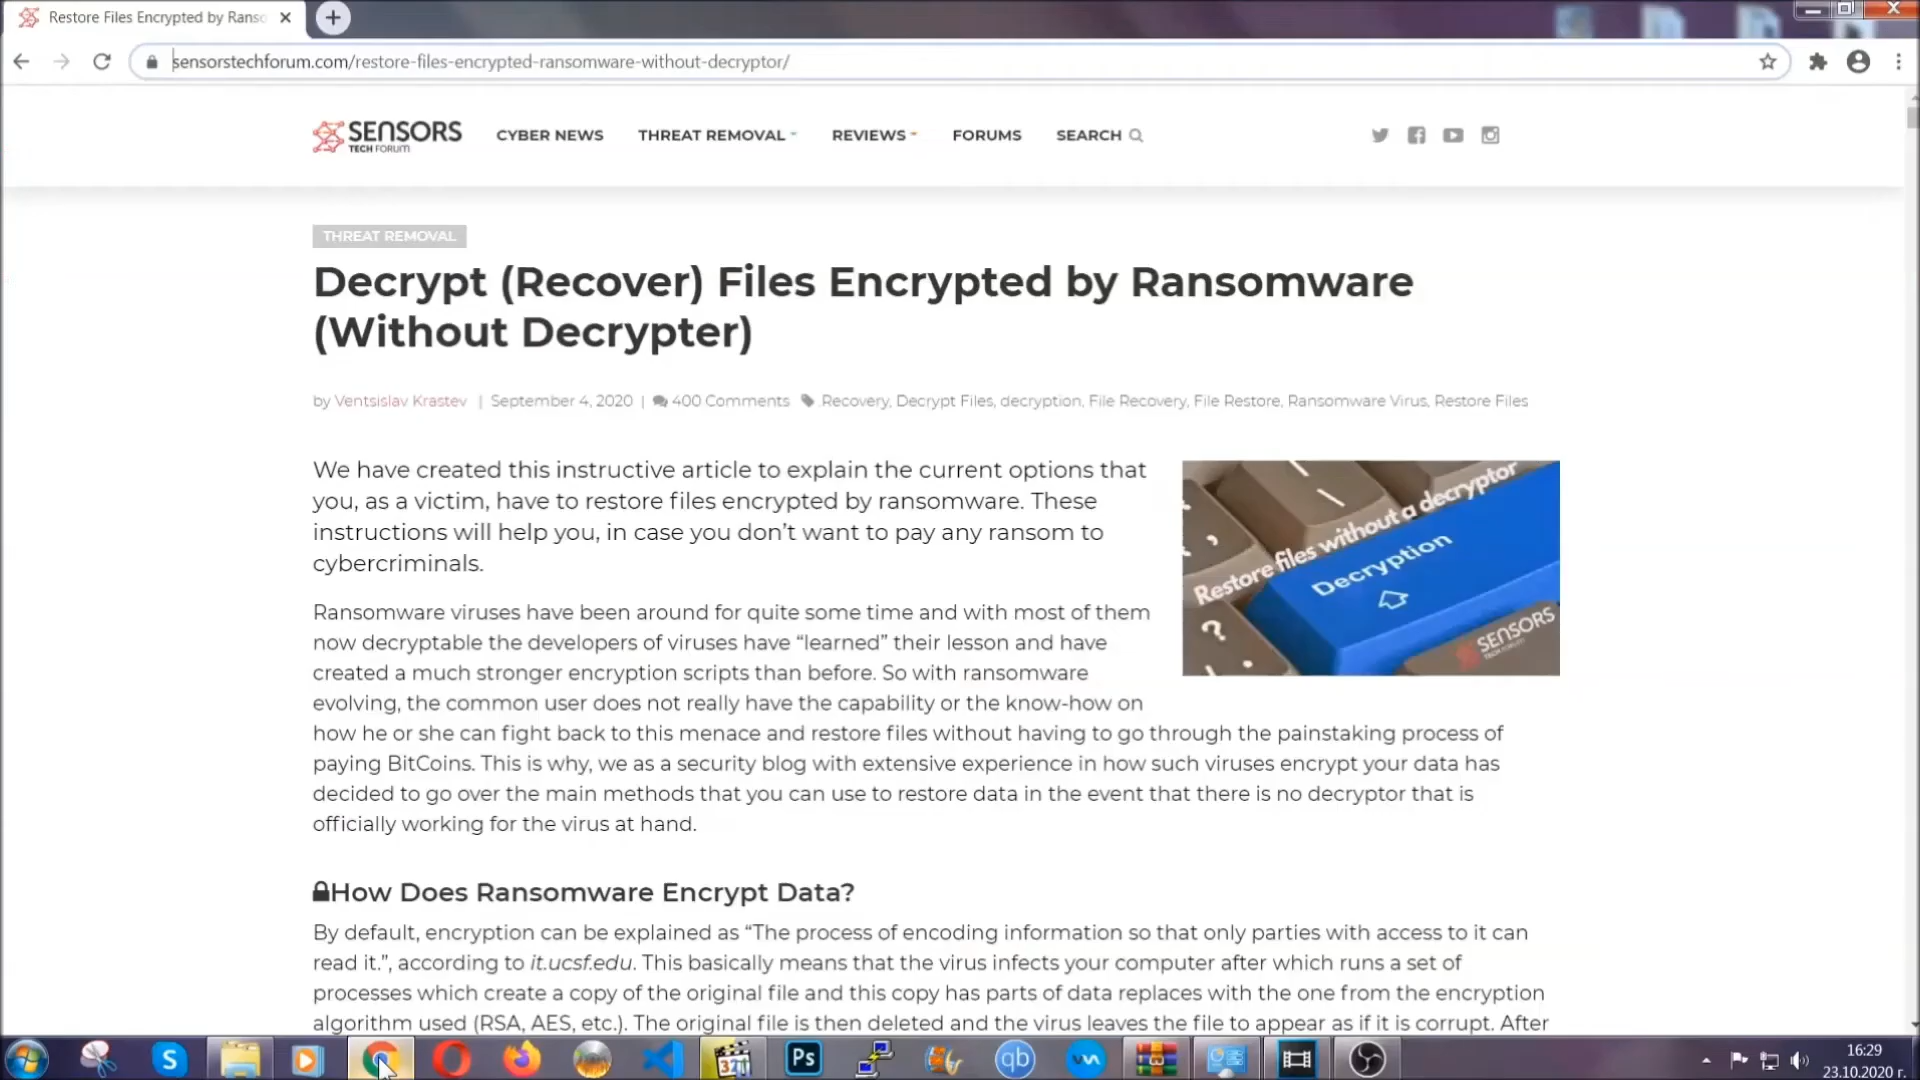 Restore Files Encrypted by Ranso
sensorstechforum.com/restore-files-encrypted-ransomware-without-decryptor/
SENSORS
TECH FORUM
CYBER NEWS
THREAT REMOVAL
REVIEWS
FORUMS
SEARCH
THREAT REMOVAL
Decrypt (Recover) Files Encrypted by Ransomware
(Without Decrypter)
by Ventsislav Krastev | September 4, 2020 | 400 Comments Recovery, Decrypt Files, decryption, File Recovery, File Restore, Ransomware Virus, Restore Files
We have created this instructive article to explain the current options that
you, as a victim, have to restore files encrypted by ransomware. These
instructions will help you, in case you don’t want to pay any ransom to
cybercriminals.
Restore files without a decryptor
Decryption
SENSORS
TECH FORUM
Ransomware viruses have been around for quite some time and with most of them
now decryptable the developers of viruses have “learned” their lesson and have
created a much stronger encryption scripts than before. So with ransomware
evolving, the common user does not really have the capability or the know-how on
how he or she can fight back to this menace and restore files without having to go through the painstaking process of
paying BitCoins. This is why, we as a security blog with extensive experience in how such viruses encrypt your data has
decided to go over the main methods that you can use to restore data in the event that there is no decryptor that is
officially working for the virus at hand.
How Does Ransomware Encrypt Data?
By default, encryption can be explained as “The process of encoding information so that only parties with access to it can
read it.”, according to it.ucsf.edu. This basically means that the virus infects your computer after which runs a set of
processes which create a copy of the original file and this copy has parts of data replaces with the one from the encryption
algorithm used (RSA, AES, etc.). The original file is then deleted and the virus leaves the file to appear as if it is corrupt. After
S
321
Ps
qb
16:29
23.10.2020 г.